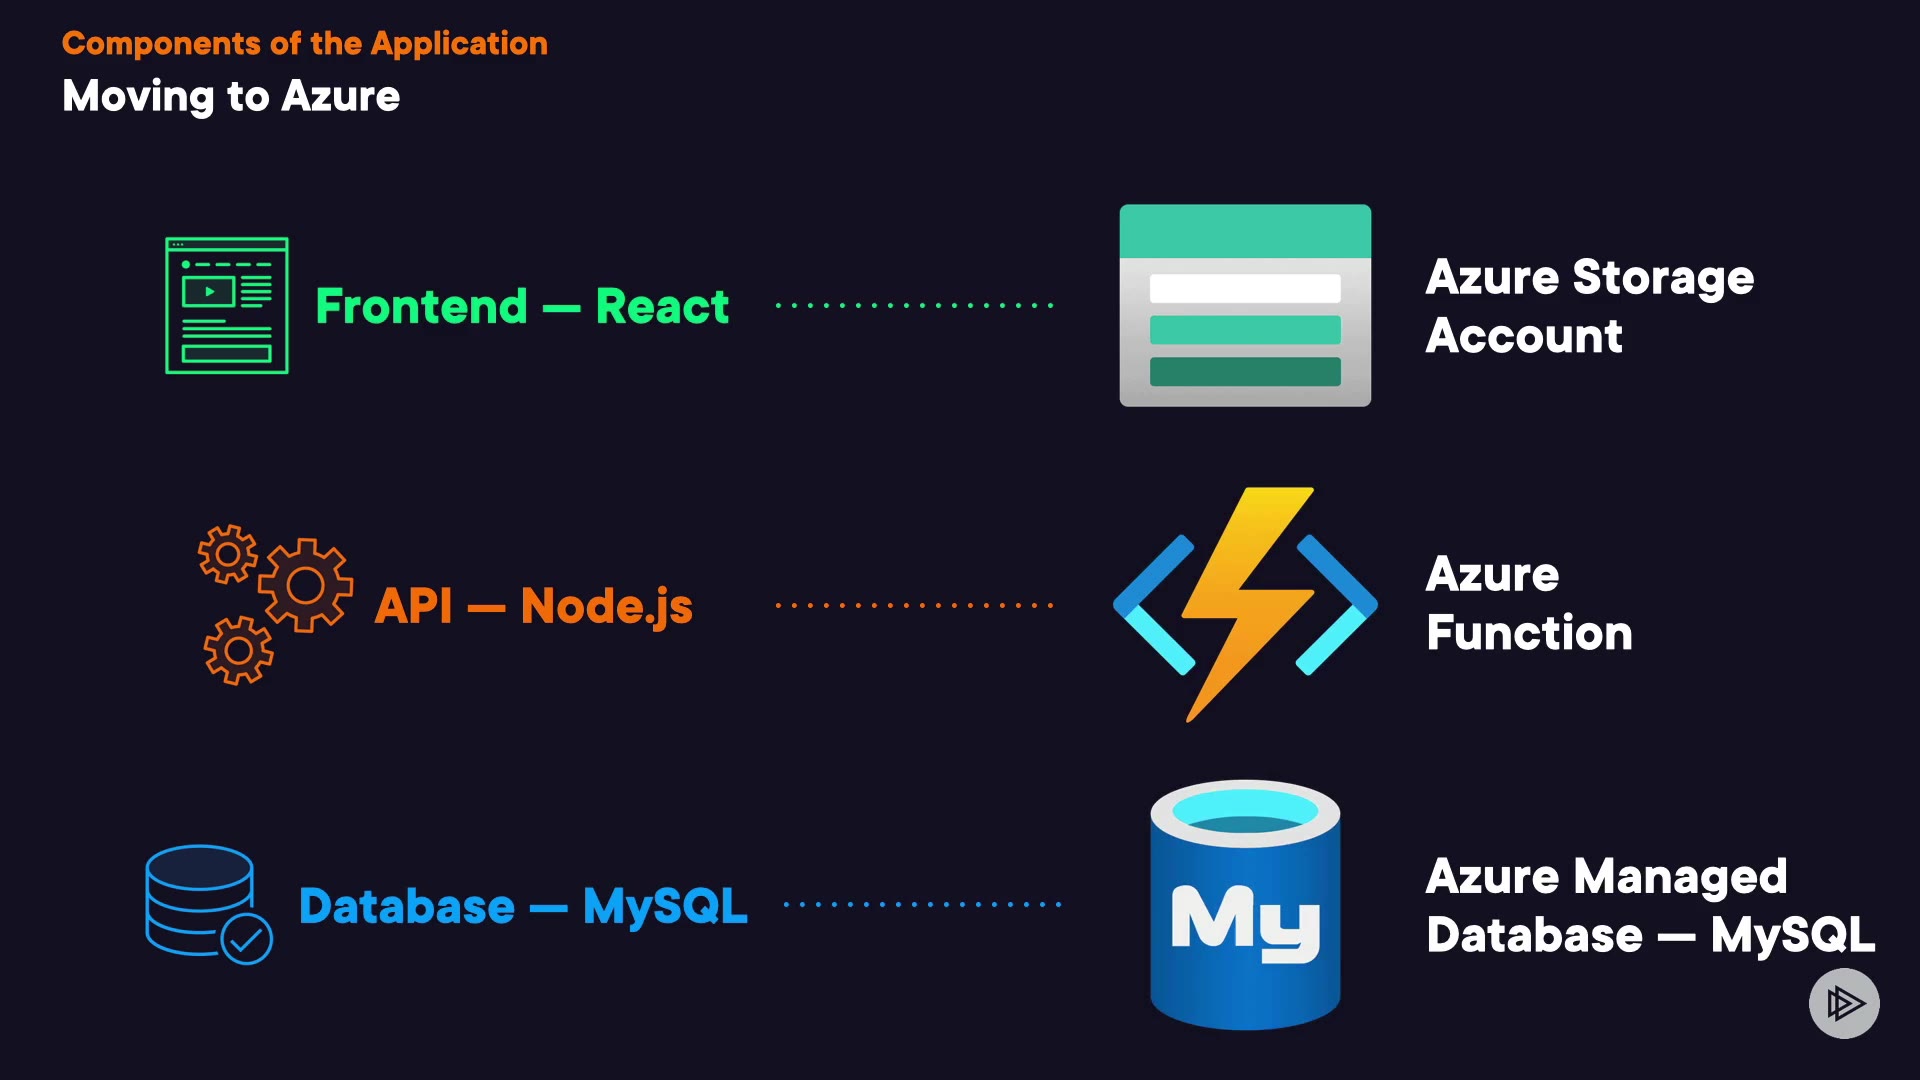 Components of the Application
Moving to Azure
Frontend — React
Azure Storage
Account
API — Node.js
Azure
Function
Database — MySQL
My
Azure Managed
Database — MySQL